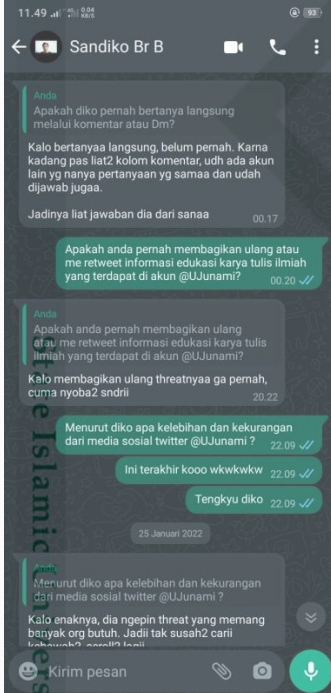 11.49
0.04
KB/S
93
Sandiko Br B
Anda
Apakah diko pernah bertanya langsung
melalui komentar atau Dm?
Kalo bertanyaa langsung, belum pernah. Karna
kadang pas liat2 kolom komentar, udh ada akun
lain yg nanya pertanyaan yg samaa dan udah
dijawab jugaa.
Jadinya liat jawaban dia dari sanaa
00.17
Apakah anda pernah membagikan ulang atau
me retweet informasi edukasi karya tulis ilmiah
yang terdapat di akun @UJunami?
00.20
Anda
Apakah anda pernah membagikan ulang
atau me retweet informasi edukasi karya tulis
ilmiah yang terdapat di akun @UJunami?
Kalo membagikan ulang threatnyaa ga pernah,
cuma nyoba2 sndrii
20.22
Menurut diko apa kelebihan dan kekurangan
dari media sosial twitter @UJunami ?
22.09
Ini terakhir kooo wkwkwkw
22.09
Tengkyu diko
22.09
25 Januari 2022
Anda
Menurut diko apa kelebihan dan kekurangan
dari media sosial twitter @UJunami ?
Kalo enaknya, dia ngepin threat yang memang
banyak org butuh. Jadii tak susah2 carii
Kirim pesan
State Islamic